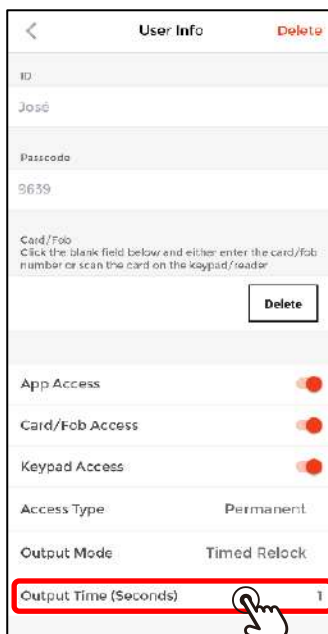 User Info
Delete
ID
José
Passcode
9639
Card/Fob
Click the blank field below and either enter the card/fob
number or scan the card on the keypad/reader
Delete
App Access
Card/Fob Access
Keypad Access
Access Type Permanent
Output Mode Timed Relock
Output Time (Seconds) 1